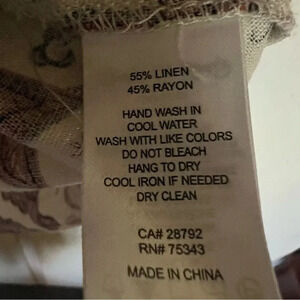 55% LINEN
45% RAYON
HAND WASH IN
COOL WATER
WASH WITH LIKE COLORS
DO NOT BLEACH
HANG TO DRY
COOL IRON IF NEEDED
DRY CLEAN
CA# 28792
RN# 75343
MADE IN CHINA